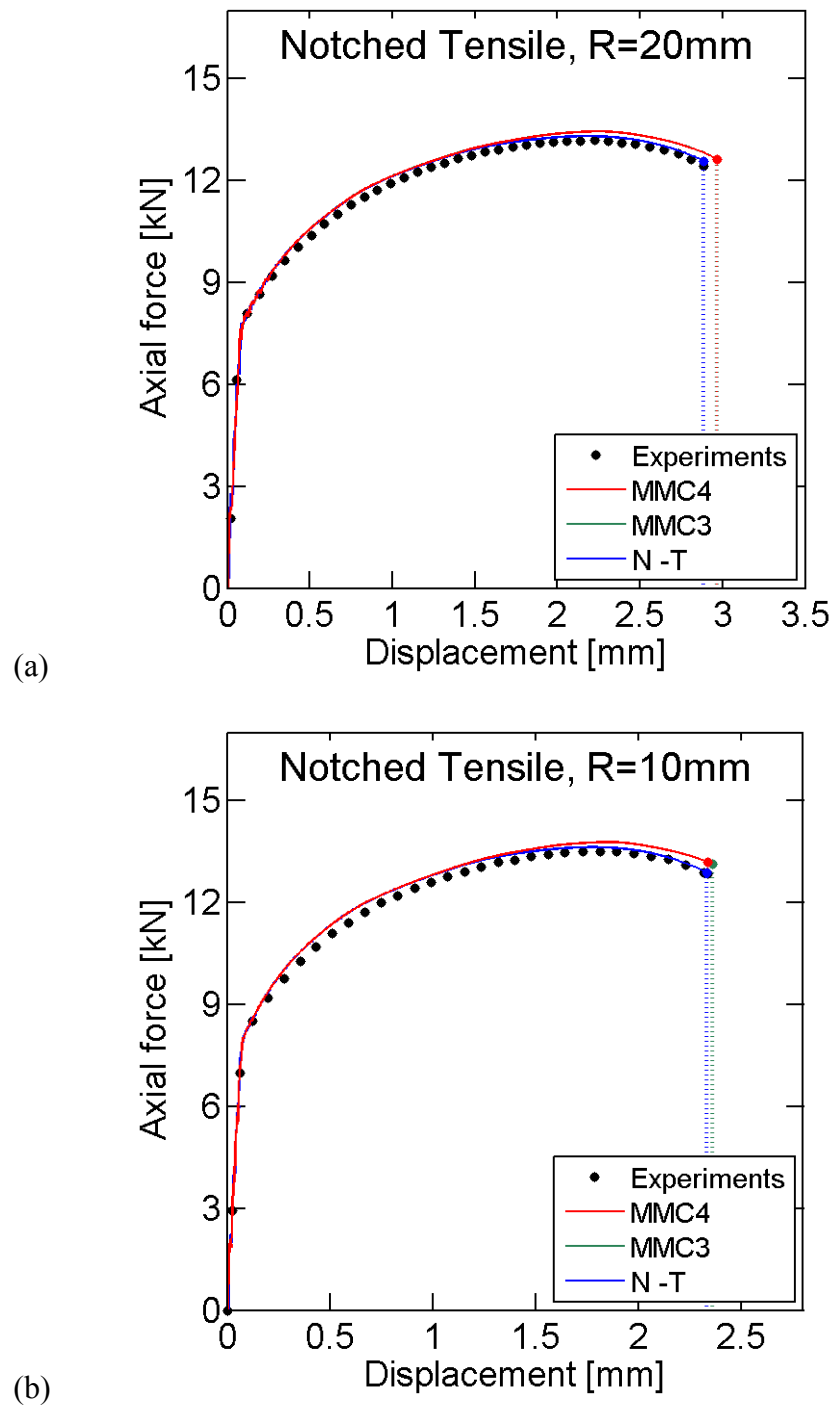 Notched Tensile, R=20mm
15
12
9
6
3
0
Axial force [kN]
Experiments
MMC4
MMC3
N -T
0 0.5 1 1.5 2 2.5 3 3.5
Displacement [mm]
(a)
Notched Tensile, R=10mm
15
12
9
6
3
0
Axial force [kN]
Experiments
MMC4
MMC3
N -T
0 0.5 1 1.5 2 2.5
Displacement [mm]
(b)